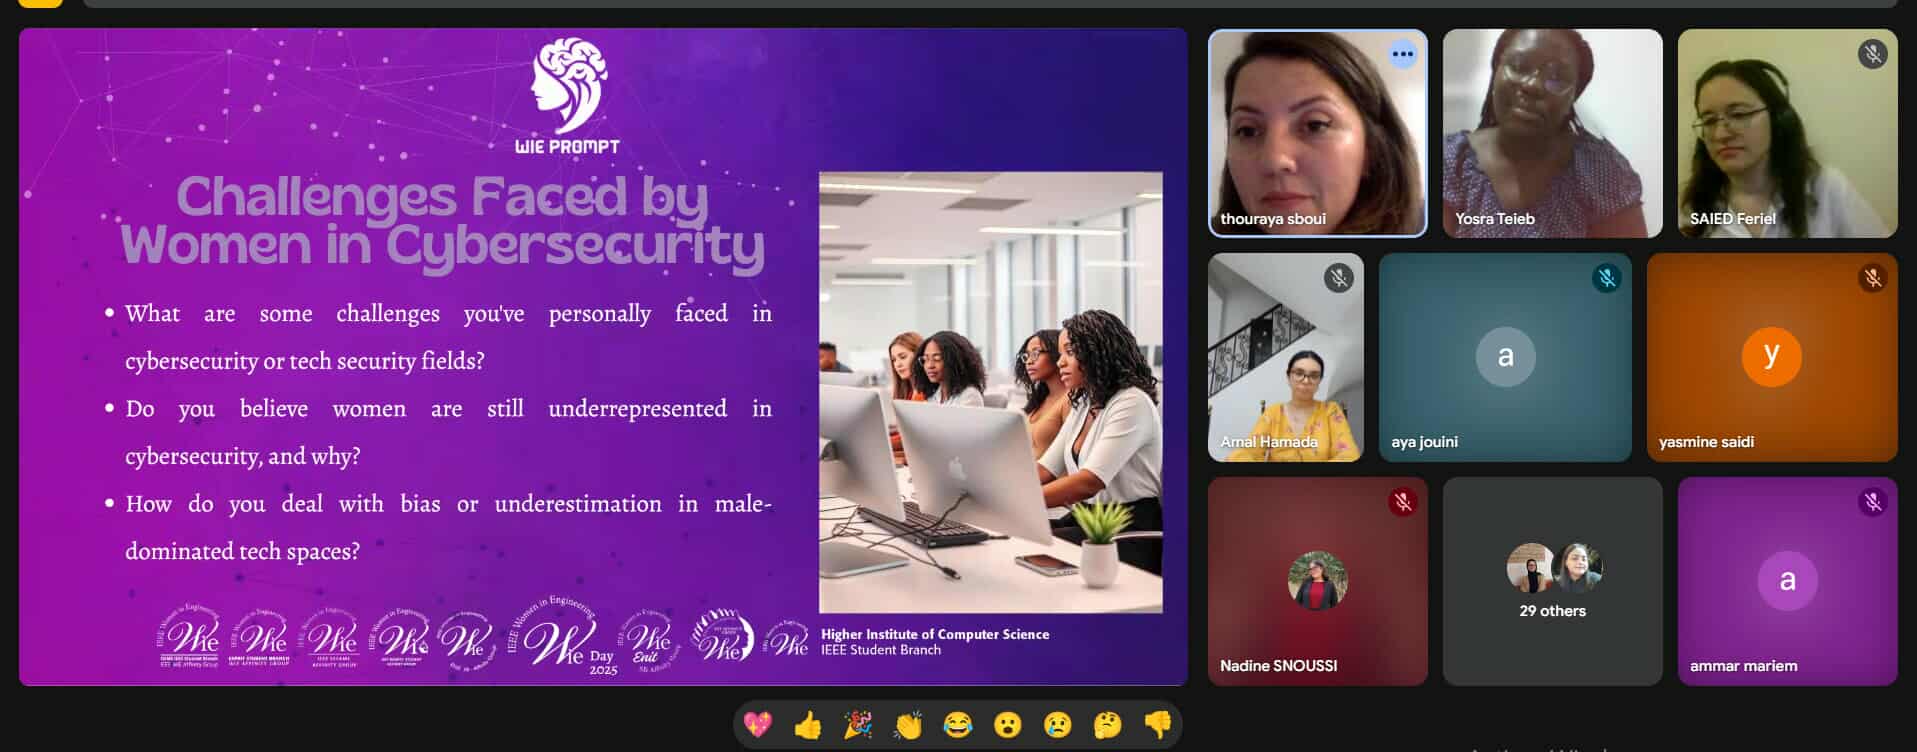 WIE PROMPT
Challenges Faced by
Women in Cybersecurity
• What are some challenges you've personally faced in
cybersecurity or tech security fields?
• Do you believe women are still underrepresented in
cybersecurity, and why?
• How do you deal with bias or underestimation in male-
dominated tech spaces?
IEEE Women in Engineering
Wie
Day
2025
Enit
Higher Institute of Computer Science
IEEE Student Branch
thouraya sboui
Yosra Teieb
SAIED Feriel
Amal Hamada
a
aya jouini
y
yasmine saidi
Nadine SNOUSSI
29 others
a
ammar mariem